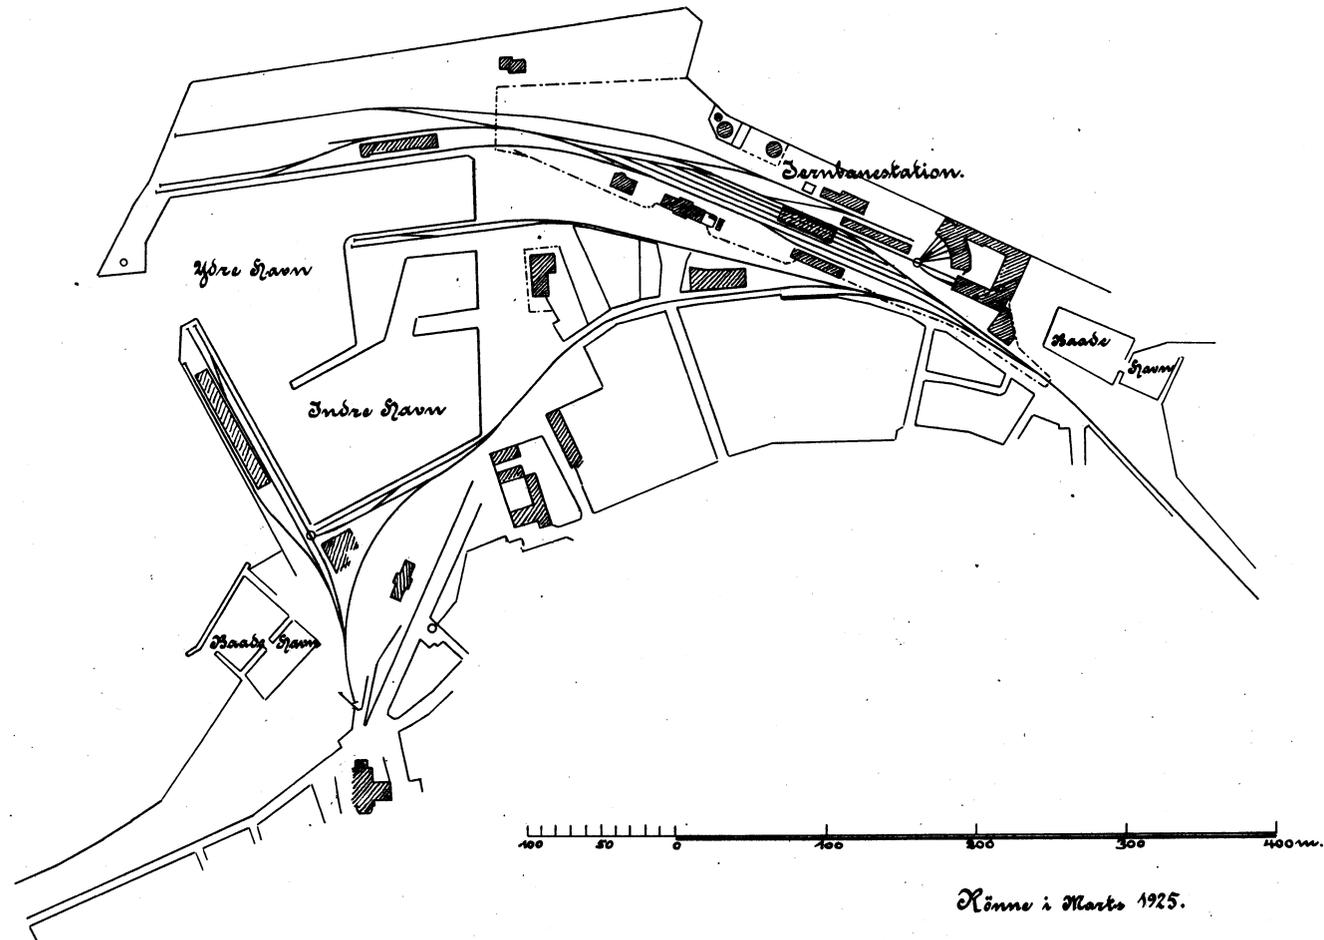 Jernbanestation.
Ydre Havn
Baade
Havn
Indre Havn
Baade Havn
100 50 0 100 200 300 400 m.
Rönne i Marts 1925.